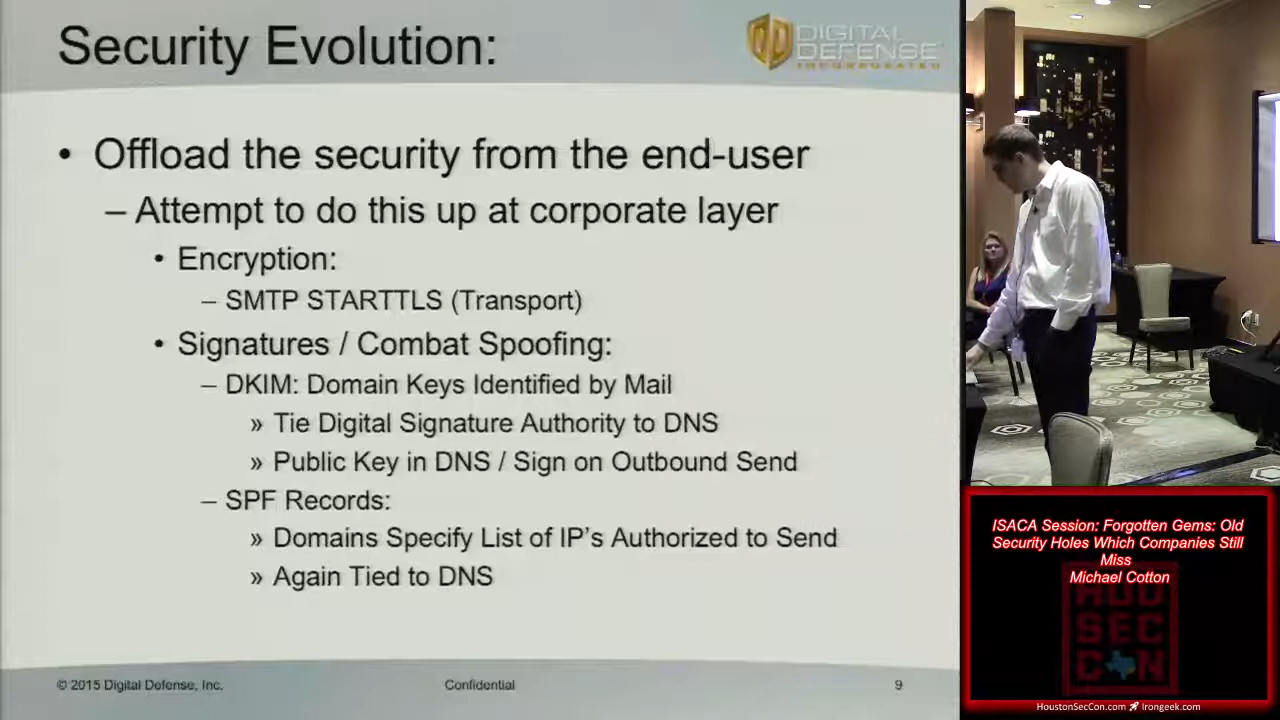 Security Evolution:
DIGITAL
DEFENSE
INCORPORATED
• Offload the security from the end-user
– Attempt to do this up at corporate layer
• Encryption:
– SMTP STARTTLS (Transport)
• Signatures / Combat Spoofing:
– DKIM: Domain Keys Identified by Mail
» Tie Digital Signature Authority to DNS
» Public Key in DNS / Sign on Outbound Send
– SPF Records:
» Domains Specify List of IP's Authorized to Send
» Again Tied to DNS
© 2015 Digital Defense, Inc.
Confidential
9
ISACA Session: Forgotten Gems: Old
Security Holes Which Companies Still
Miss
Michael Cotton
HOU
SEC
CON
HoustonSecCon.com Irongeek.com